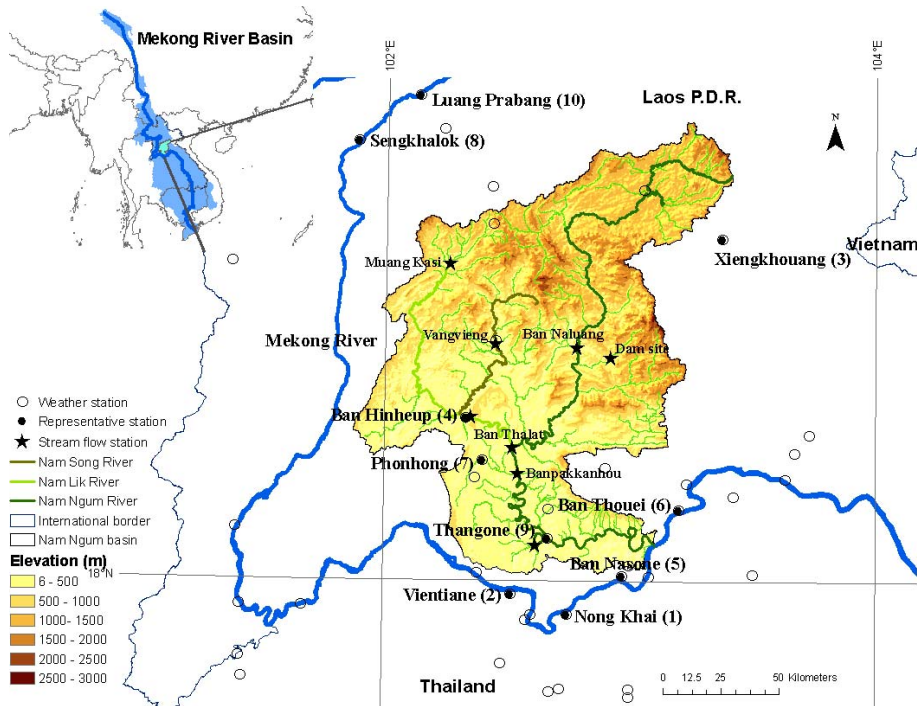 Mekong River Basin
102°E
104°E
Luang Prabang (10)
Laos P.D.R.
N
Sengkhalok (8)
Xiengkhouang (3)
Vietnam
Muang Kasi
Mekong River
Vangvieng
Ban Naluang
Dam site
Weather station
Representative station
Stream flow station
Nam Song River
Nam Lik River
Nam Ngum River
International border
Nam Ngum basin
Ban Hinheup (4)
Ban Thalat
Phonhong (7)
Banpakkanhou
Ban Thouei (6)
Thangone (9)
Elevation (m)
6 - 500
500 - 1000
1000- 1500
1500 - 2000
2000 - 2500
2500 - 3000
18°N
Ban Nasone (5)
Vientiane (2)
Nong Khai (1)
Thailand
0 12.5 25 50 Kilometers